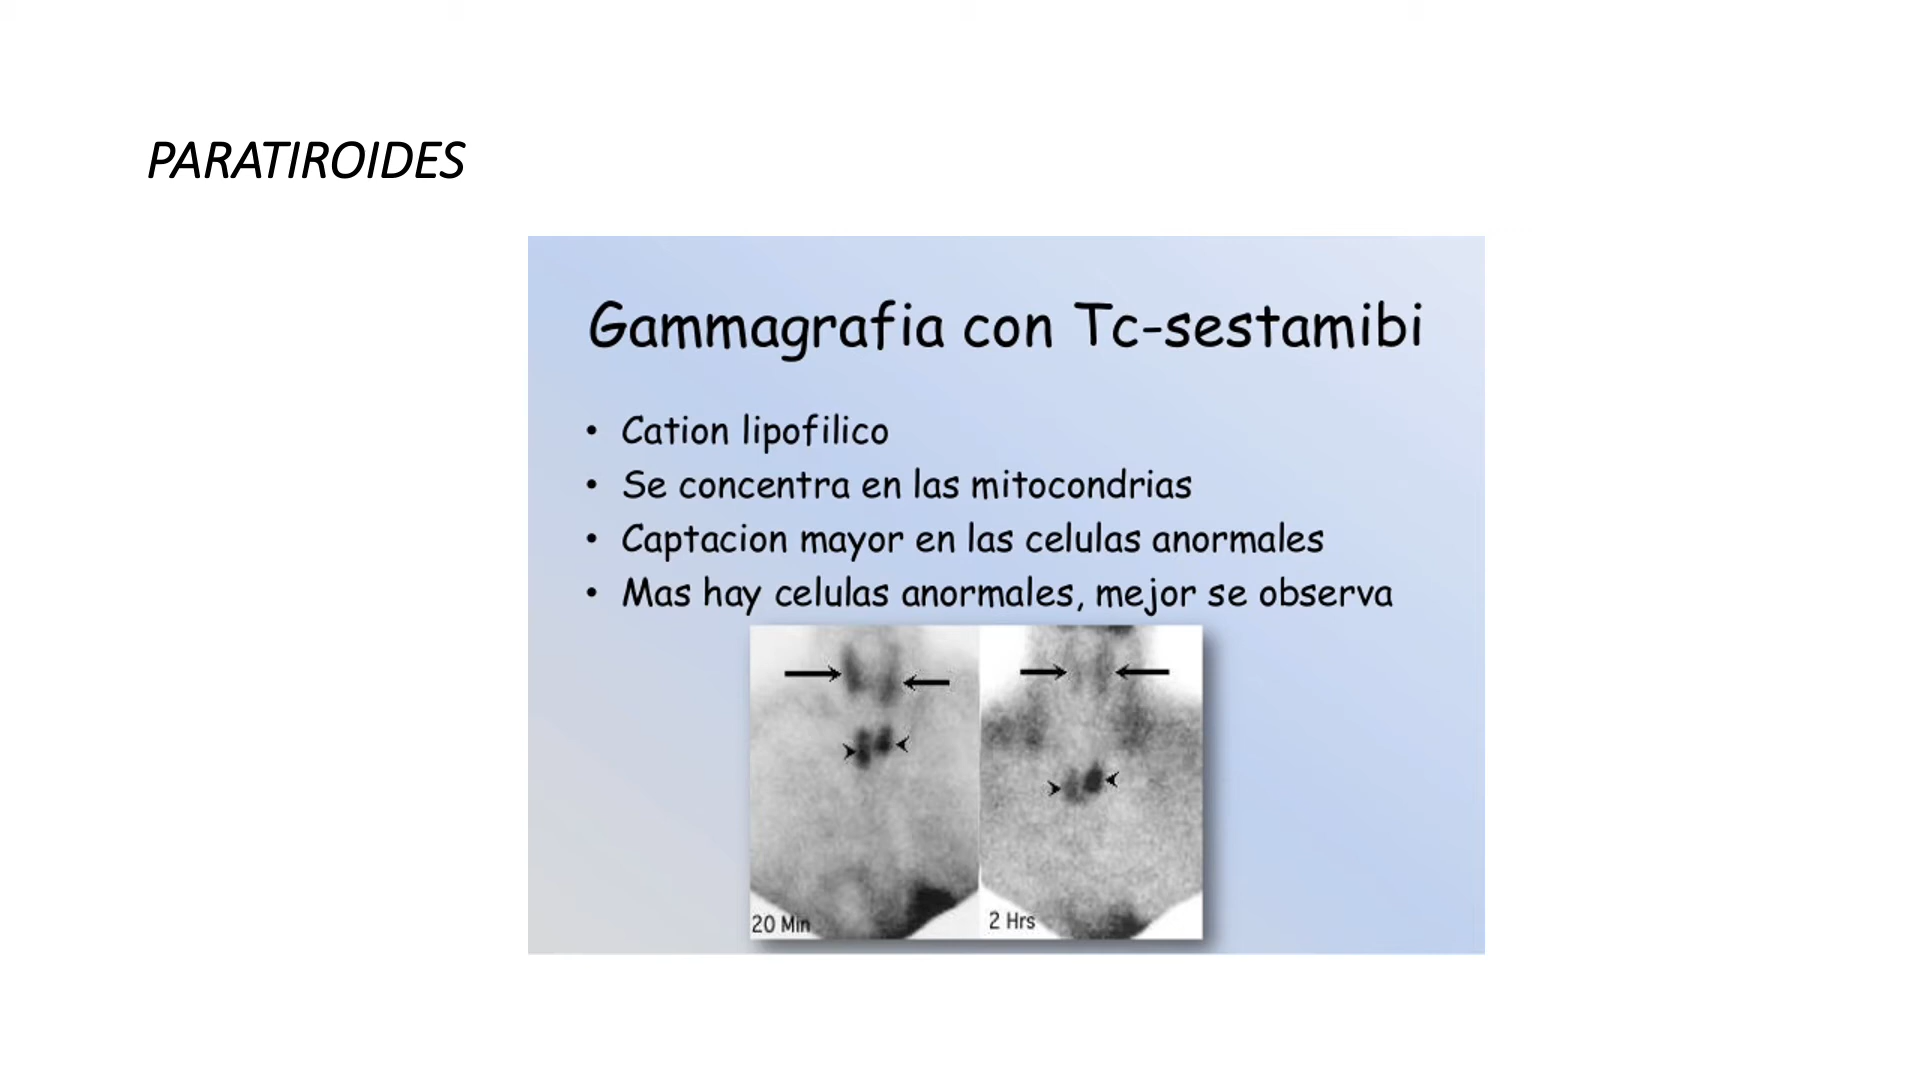 PARATIROIDES
Gammagrafia con Tc-sestamibi
• Cation lipofilico
• Se concentra en las mitocondrias
• Captacion mayor en las celulas anormales
• Mas hay celulas anormales, mejor se observa
20 Min
2 Hrs